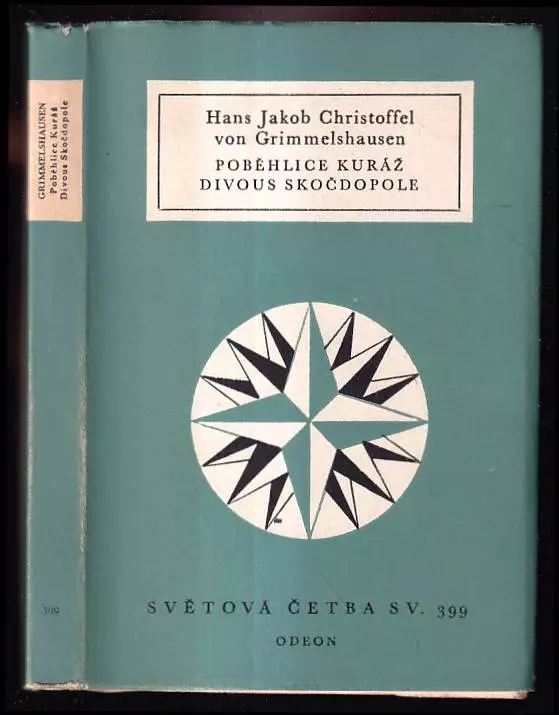 GRIMMELSHAUSEN
Poběhlice Kuráž
Divous Skočdopole
399
Hans Jakob Christoffel
von Grimmelshausen
POBĚHLICE KURÁŽ
DIVOUS SKOČDOPOLE
SVĚTOVÁ ČETBA SV. 399
ODEON